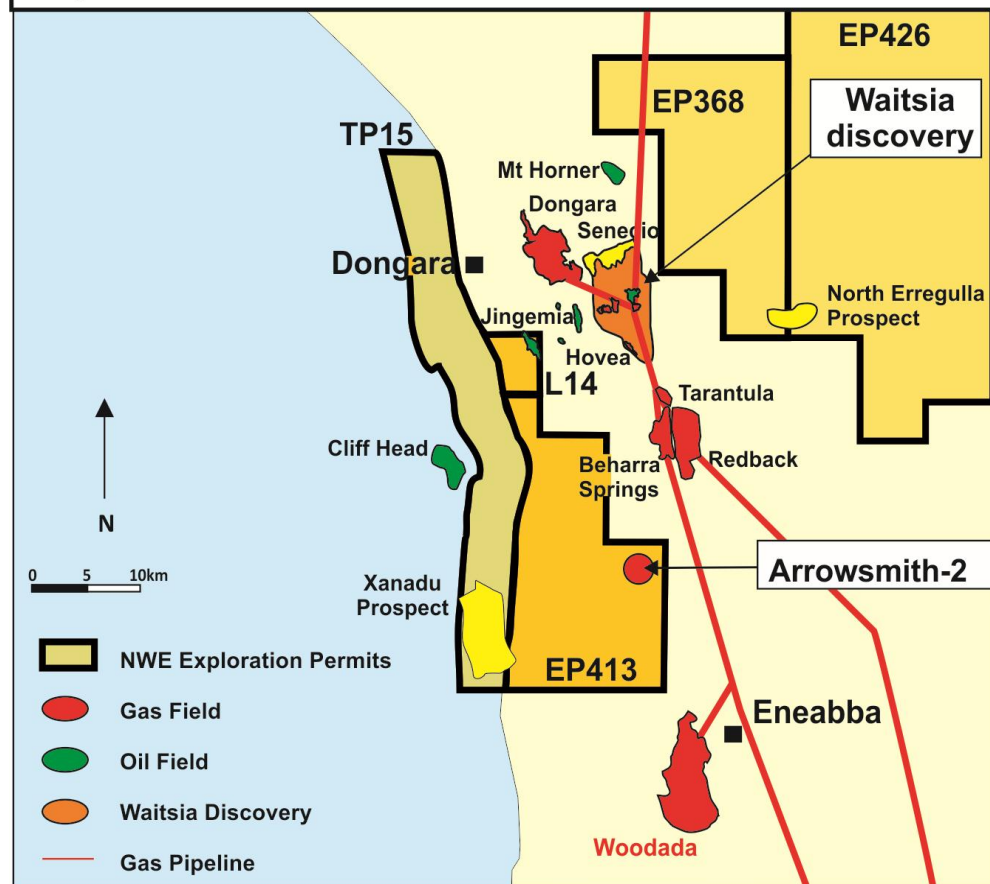 EP426
EP368
Waitsia
discovery
TP15
Mt Horner
Dongara
Senecio
Dongara
North Erregulla
Prospect
Jingemia
Hovea
L14
Tarantula
Cliff Head
Beharra
Springs
Redback
N
0 5 10km
Arrowsmith-2
Xanadu
Prospect
EP413
NWE Exploration Permits
Gas Field
Oil Field
Waitsia Discovery
Gas Pipeline
Eneabba
Woodada